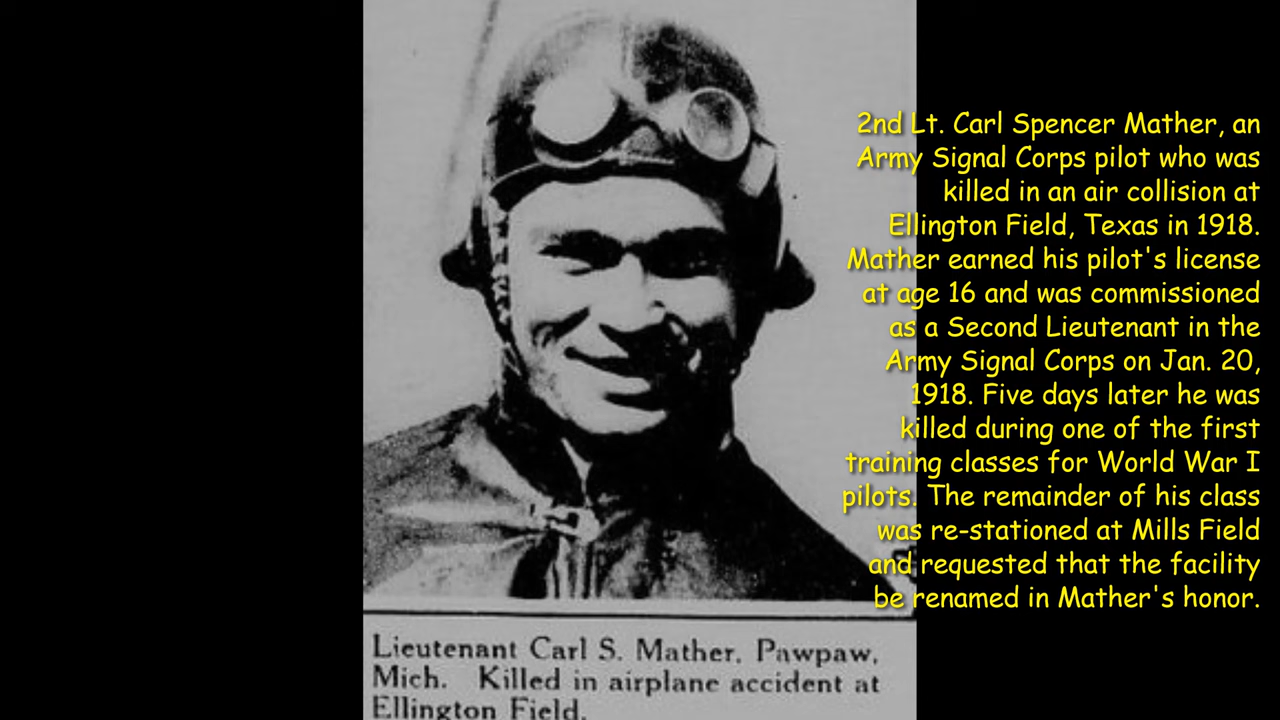 2nd Lt. Carl Spencer Mather, an
Army Signal Corps pilot who was
killed in an air collision at
Ellington Field, Texas in 1918.
Mather earned his pilot's license
at age 16 and was commissioned
as a Second Lieutenant in the
Army Signal Corps on Jan. 20,
1918. Five days later he was
killed during one of the first
training classes for World War I
pilots. The remainder of his class
was re-stationed at Mills Field
and requested that the facility
be renamed in Mather's honor.
Lieutenant Carl S. Mather, Pawpaw,
Mich. Killed in airplane accident at
Ellington Field.